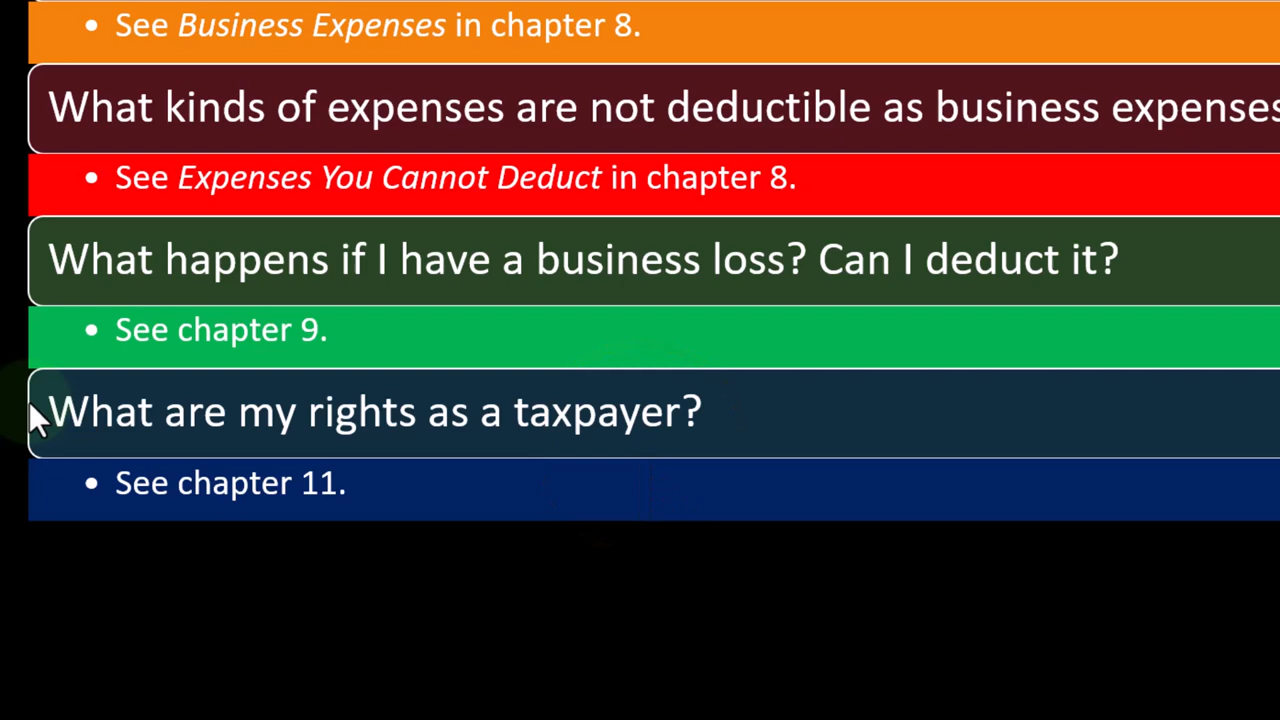 • See Business Expenses in chapter 8.
What kinds of expenses are not deductible as business expenses
• See Expenses You Cannot Deduct in chapter 8.
What happens if I have a business loss? Can I deduct it?
• See chapter 9.
What are my rights as a taxpayer?
• See chapter 11.